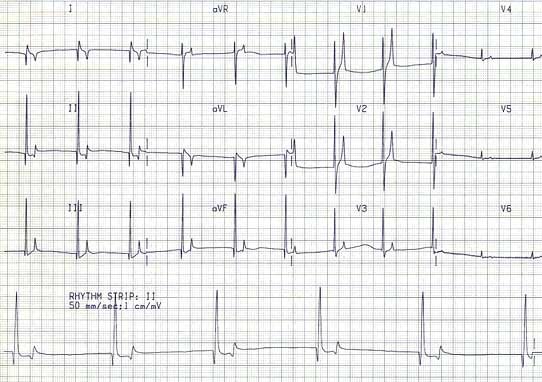 I aVR V1 V4
II aVL V2 V5
III aVF V3 V6
RHYTHM STRIP: II
50 mm/sec;1 cm/mV